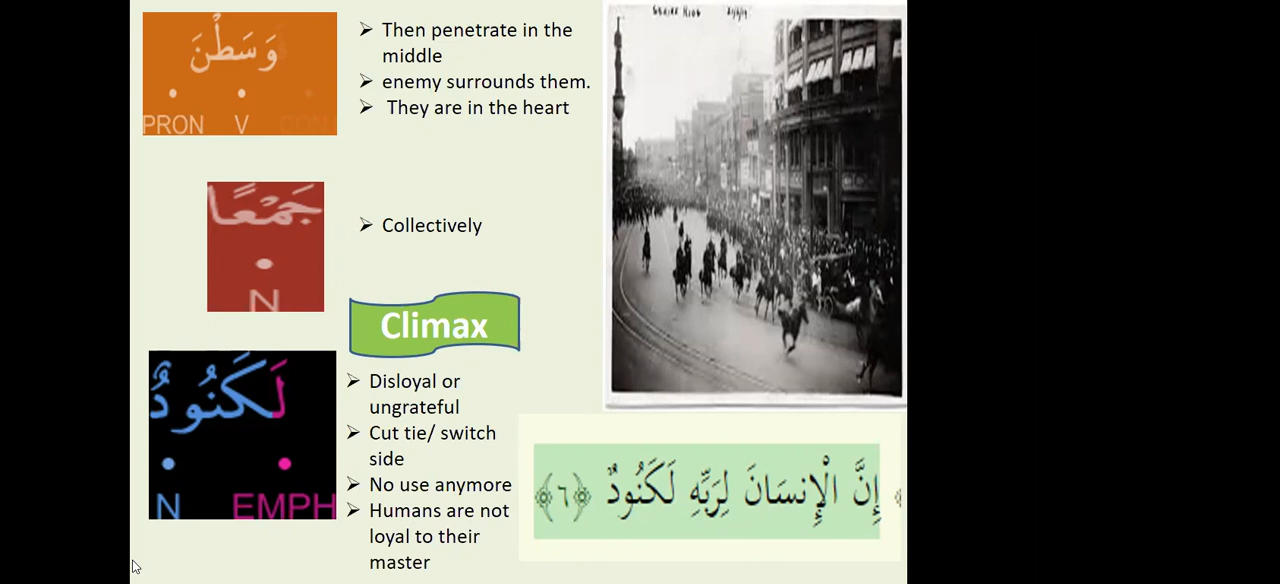 وَسَطْنَ
PRON V
➢ Then penetrate in the
middle
➢ enemy surrounds them.
➢ They are in the heart
جَمْعًا
N
➢ Collectively
Climax
لَكَنُودٌ
N EMPH
➢ Disloyal or
ungrateful
➢ Cut tie/ switch
side
➢ No use anymore
➢ Humans are not
loyal to their
master
إِنَّ الْإِنسَانَ لِرَبِّهِ لَكَنُودٌ ﴿٦﴾